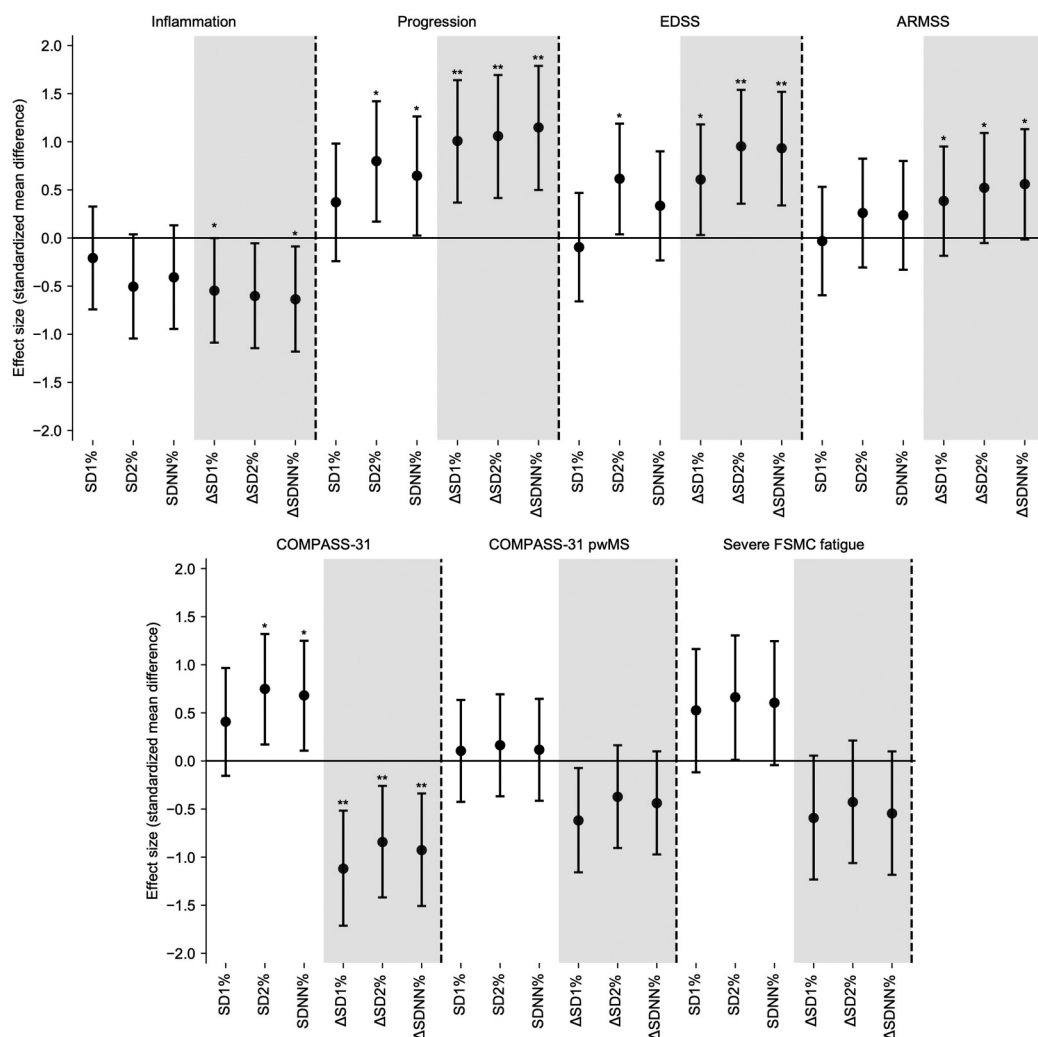 Inflammation Progression EDSS ARMSS
2.0
1.5
1.0
0.5
0.0
−0.5
−1.0
−1.5
−2.0
Effect size (standardized mean difference)
* * * * ** ** ** * * ** ** * * *
SD1% SD2% SDNN% ΔSD1% ΔSD2% ΔSDNN% SD1% SD2% SDNN% ΔSD1% ΔSD2% ΔSDNN% SD1% SD2% SDNN% ΔSD1% ΔSD2% ΔSDNN% SD1% SD2% SDNN% ΔSD1% ΔSD2% ΔSDNN%
COMPASS-31 COMPASS-31 pwMS Severe FSMC fatigue
2.0
1.5
1.0
0.5
0.0
−0.5
−1.0
−1.5
−2.0
Effect size (standardized mean difference)
* * ** ** **
SD1% SD2% SDNN% ΔSD1% ΔSD2% ΔSDNN% SD1% SD2% SDNN% ΔSD1% ΔSD2% ΔSDNN% SD1% SD2% SDNN% ΔSD1% ΔSD2% ΔSDNN%